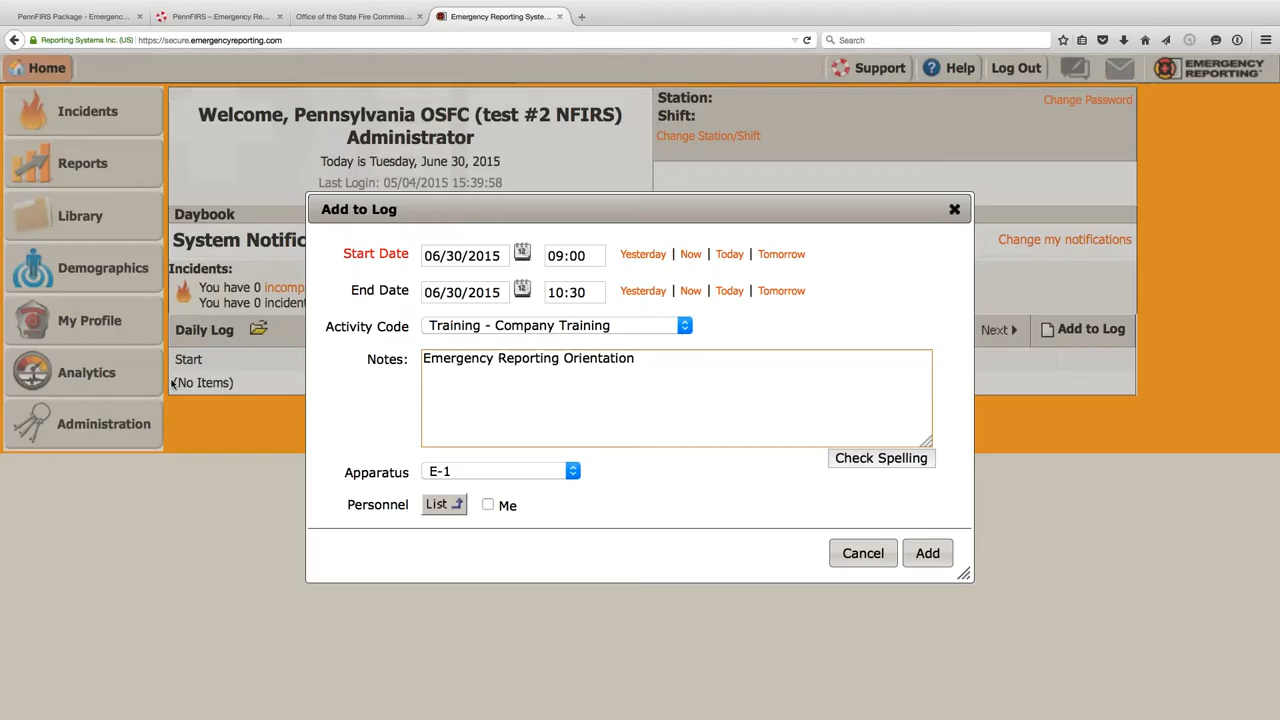 PennFIRS Package - Emergenc...
PennFIRS – Emergency Re...
Office of the State Fire Commiss...
Emergency Reporting Syste...
Reporting Systems Inc. (US)
https://secure.emergencyreporting.com
Search
Home
Support
Help
Log Out
EMERGENCY
REPORTING
Incidents
Reports
Library
Demographics
My Profile
Analytics
Administration
Welcome, Pennsylvania OSFC (test #2 NFIRS)
Administrator
Today is Tuesday, June 30, 2015
Last Login: 05/04/2015 15:39:58
Station:
Shift:
Change Station/Shift
Change Password
Daybook
System Notific
Change my notifications
Incidents:
You have 0 incomp
You have 0 incident
Daily Log
Next
Add to Log
Start
(No Items)
Add to Log
Start Date 06/30/2015 12 09:00 Yesterday | Now | Today | Tomorrow
End Date 06/30/2015 12 10:30 Yesterday | Now | Today | Tomorrow
Activity Code Training - Company Training
Notes: Emergency Reporting Orientation
Check Spelling
Apparatus E-1
Personnel List Me
Cancel Add